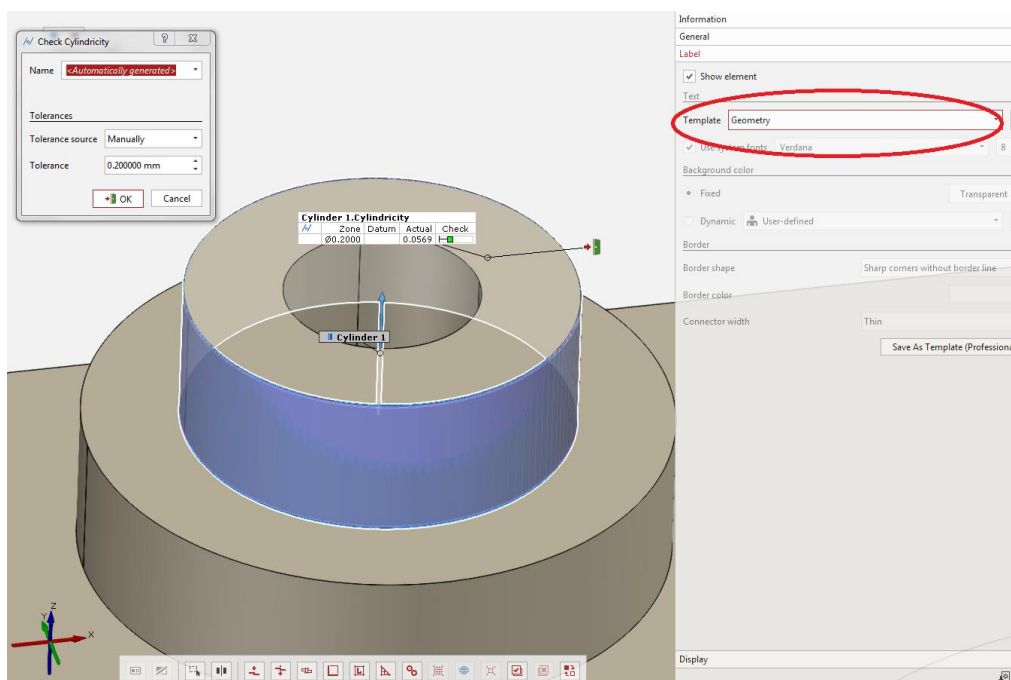 Check Cylindricity
Name <Automatically generated>
Tolerances
Tolerance source Manually
Tolerance 0.200000 mm
OK Cancel
Cylinder 1.Cylindricity
Zone Datum Actual Check
Ø0.2000 0.0569
Cylinder 1
Z
Y
X
Information
General
Label
Show element
Text
Template Geometry
Use system fonts Verdana 8
Background color
Fixed Transparent
Dynamic User-defined
Border
Border shape Sharp corners without border line
Border color
Connector width Thin
Save As Template (Professiona
Display